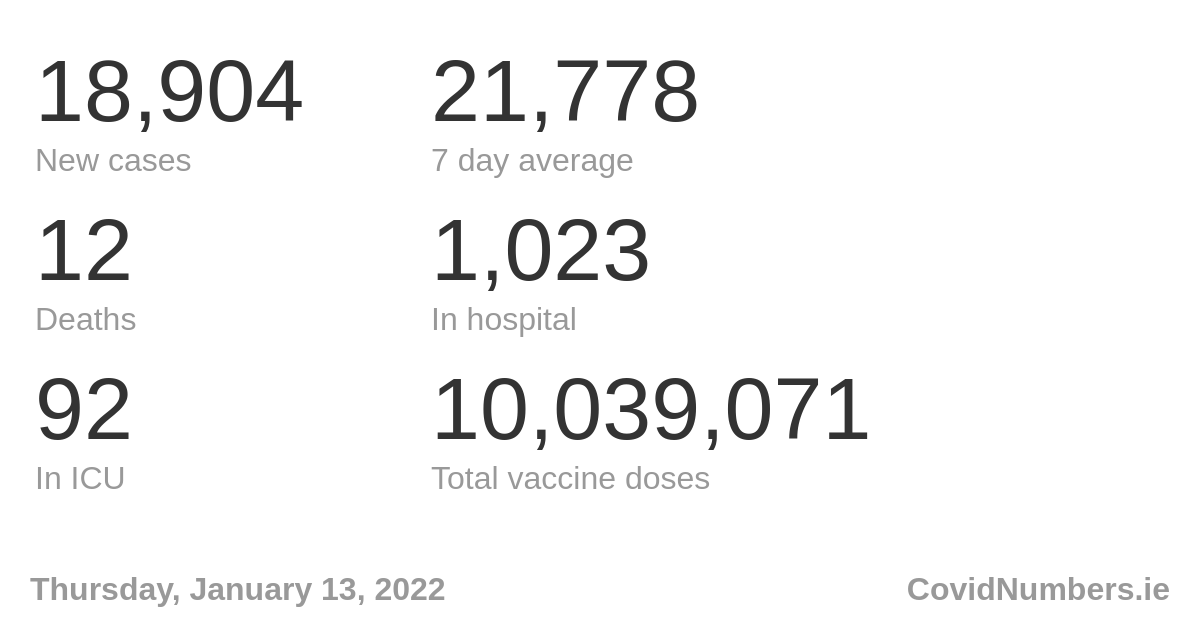 18,904 21,778
New cases 7 day average
12 1,023
Deaths In hospital
92 10,039,071
In ICU Total vaccine doses
Thursday, January 13, 2022 CovidNumbers.ie